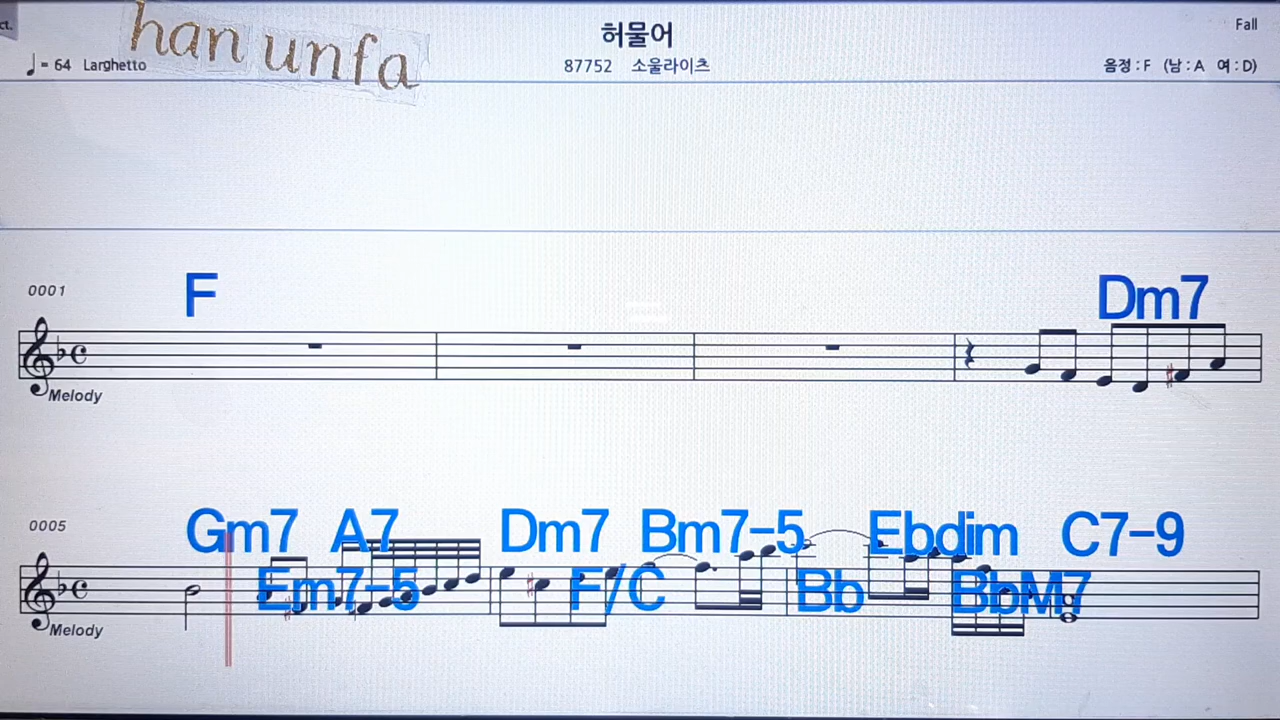 ct.
han unfa
허물어
Fall
♩= 64 Larghetto
87752 소울라이츠
음정 : F (남 : A 여 : D)
F
Dm7
0001
Melody
Gm7 A7 Dm7 Bm7-5 Ebdim C7-9
0005
Em7-5 F/C Bb BbM7
Melody